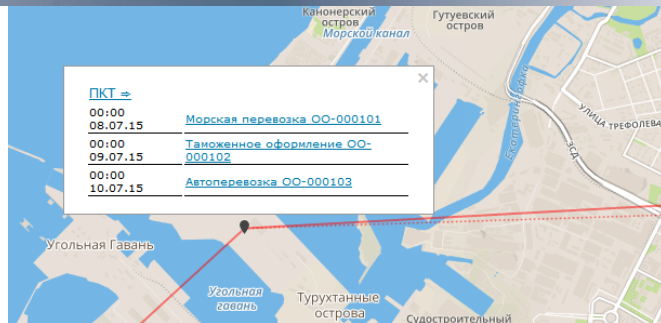 Канонерский
остров
Морской канал
Гутуевский
остров
ПКТ ⇒
00:00
08.07.15
Морская перевозка ОО-000101
00:00
09.07.15
Таможенное оформление ОО-
000102
00:00
10.07.15
Автоперевозка ОО-000103
Екатерингофка
УЛИЦА ТРЕФОЛЕВА
ЗСД
Угольная Гавань
Угольная
гавань
Турухтанные
острова
Судостроительный